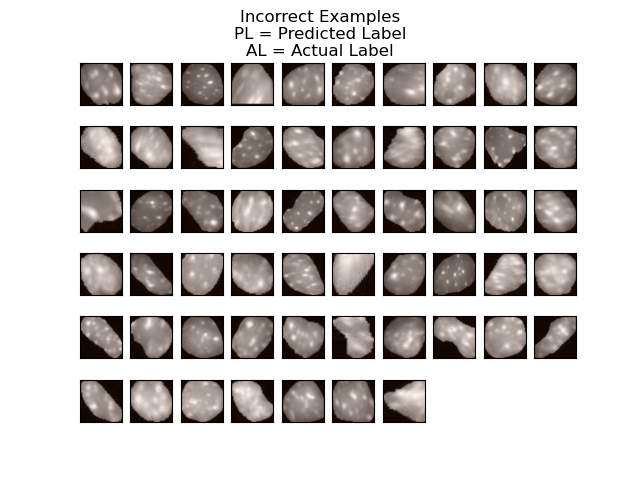 Incorrect Examples
PL = Predicted Label
AL = Actual Label